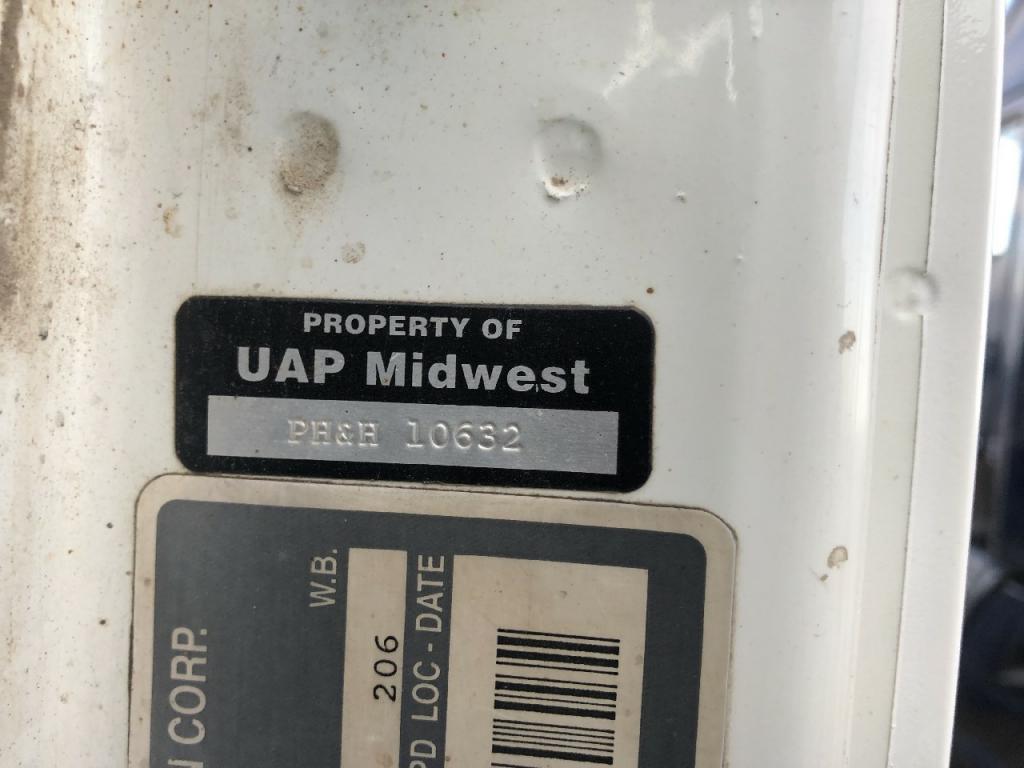 PROPERTY OF
UAP Midwest
PH&H 10632
CORP.
W.B.
206
LOC - DATE